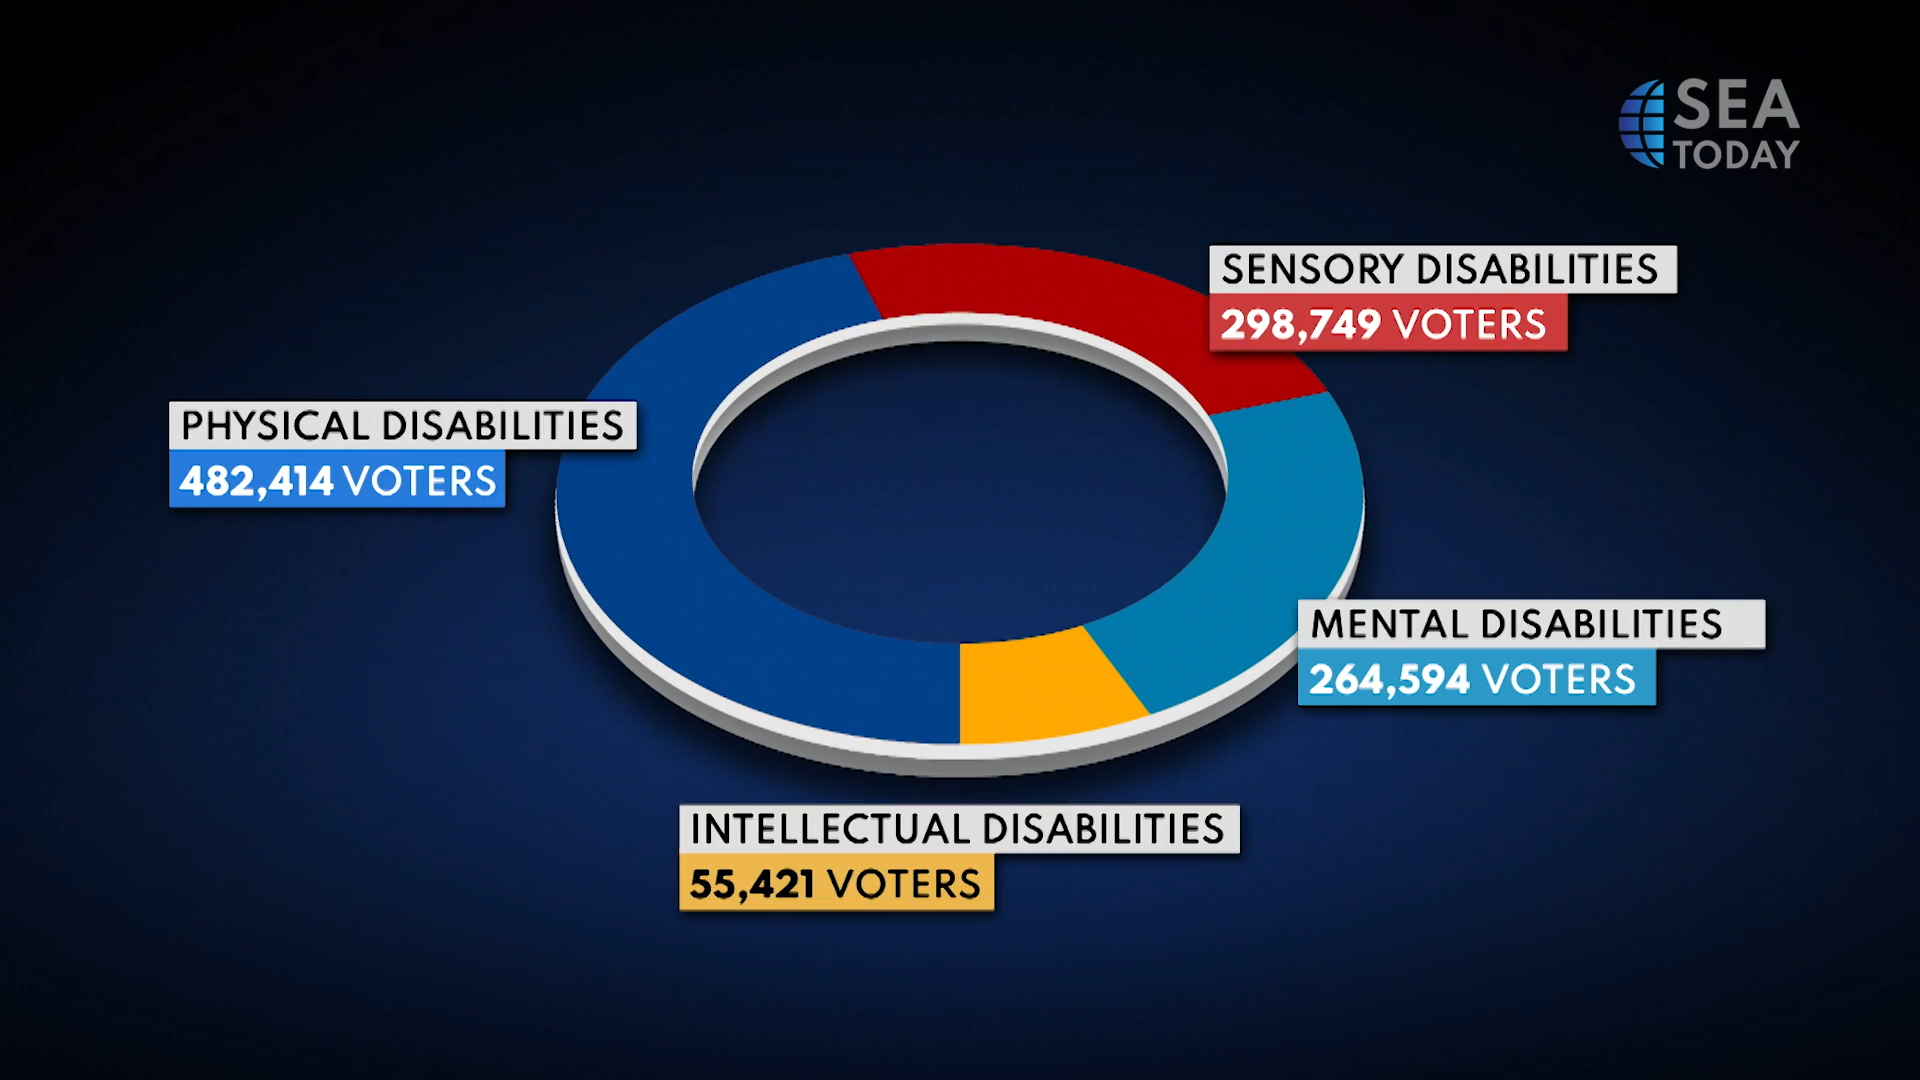 SEA
TODAY
SENSORY DISABILITIES
298,749 VOTERS
PHYSICAL DISABILITIES
482,414 VOTERS
MENTAL DISABILITIES
264,594 VOTERS
INTELLECTUAL DISABILITIES
55,421 VOTERS